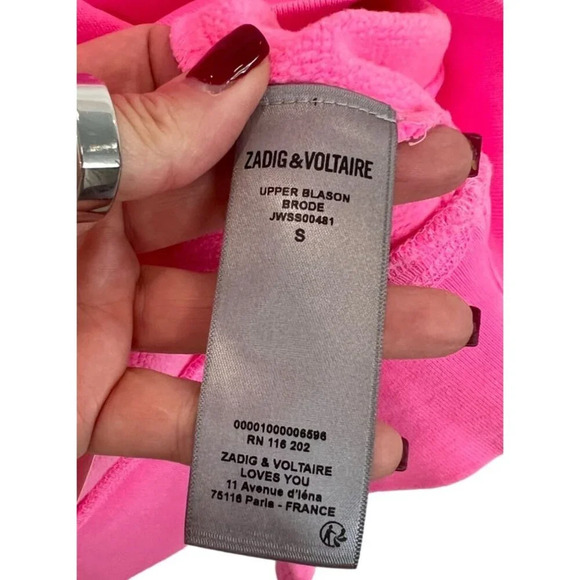 ZADIG & VOLTAIRE
UPPER BLASON
BRODE
JWSS00481
S
00001000006596
RN 116 202
ZADIG & VOLTAIRE
LOVES YOU
11 Avenue d'Iéna
75116 Paris - FRANCE